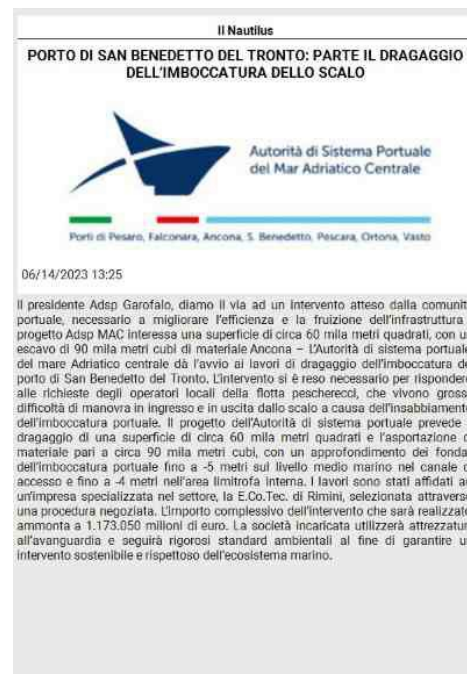 Il Nautilus
PORTO DI SAN BENEDETTO DEL TRONTO: PARTE IL DRAGAGGIO
DELL'IMBOCCATURA DELLO SCALO
Autorità di Sistema Portuale
del Mar Adriatico Centrale
Porti di Pesaro, Falconara, Ancona, S. Benedetto, Pescara, Ortona, Vasto
06/14/2023 13:25
Il presidente Adsp Garofalo, diamo il via ad un intervento atteso dalla comunit
portuale, necessario a migliorare l'efficienza e la fruizione dell'infrastruttura
progetto Adsp MAC interessa una superficie di circa 60 mila metri quadrati, con u
escavo di 90 mila metri cubi di materiale Ancona – L'Autorità di sistema portuale
del mare Adriatico centrale dà l'avvio ai lavori di dragaggio dell'imboccatura de
porto di San Benedetto del Tronto. L'intervento si è reso necessario per risponder
alle richieste degli operatori locali della flotta pescherecci, che vivono gross
difficoltà di manovra in ingresso e in uscita dallo scalo a causa dell'insabbiament
dell'imboccatura portuale. Il progetto dell'Autorità di sistema portuale prevede
dragaggio di una superficie di circa 60 mila metri quadrati e l'asportazione d
materiale pari a circa 90 mila metri cubi, con un approfondimento dei fondal
dell'imboccatura portuale fino a -5 metri sul livello medio marino nel canale d
accesso e fino a -4 metri nell'area limitrofa interna. I lavori sono stati affidati a
un'impresa specializzata nel settore, la E.Co.Tec. di Rimini, selezionata attravers
una procedura negoziata. L'importo complessivo dell'intervento che sarà realizzat
ammonta a 1.173.050 milioni di euro. La società incaricata utilizzerà attrezzatur
all'avanguardia e seguirà rigorosi standard ambientali al fine di garantire u
intervento sostenibile e rispettoso dell'ecosistema marino.